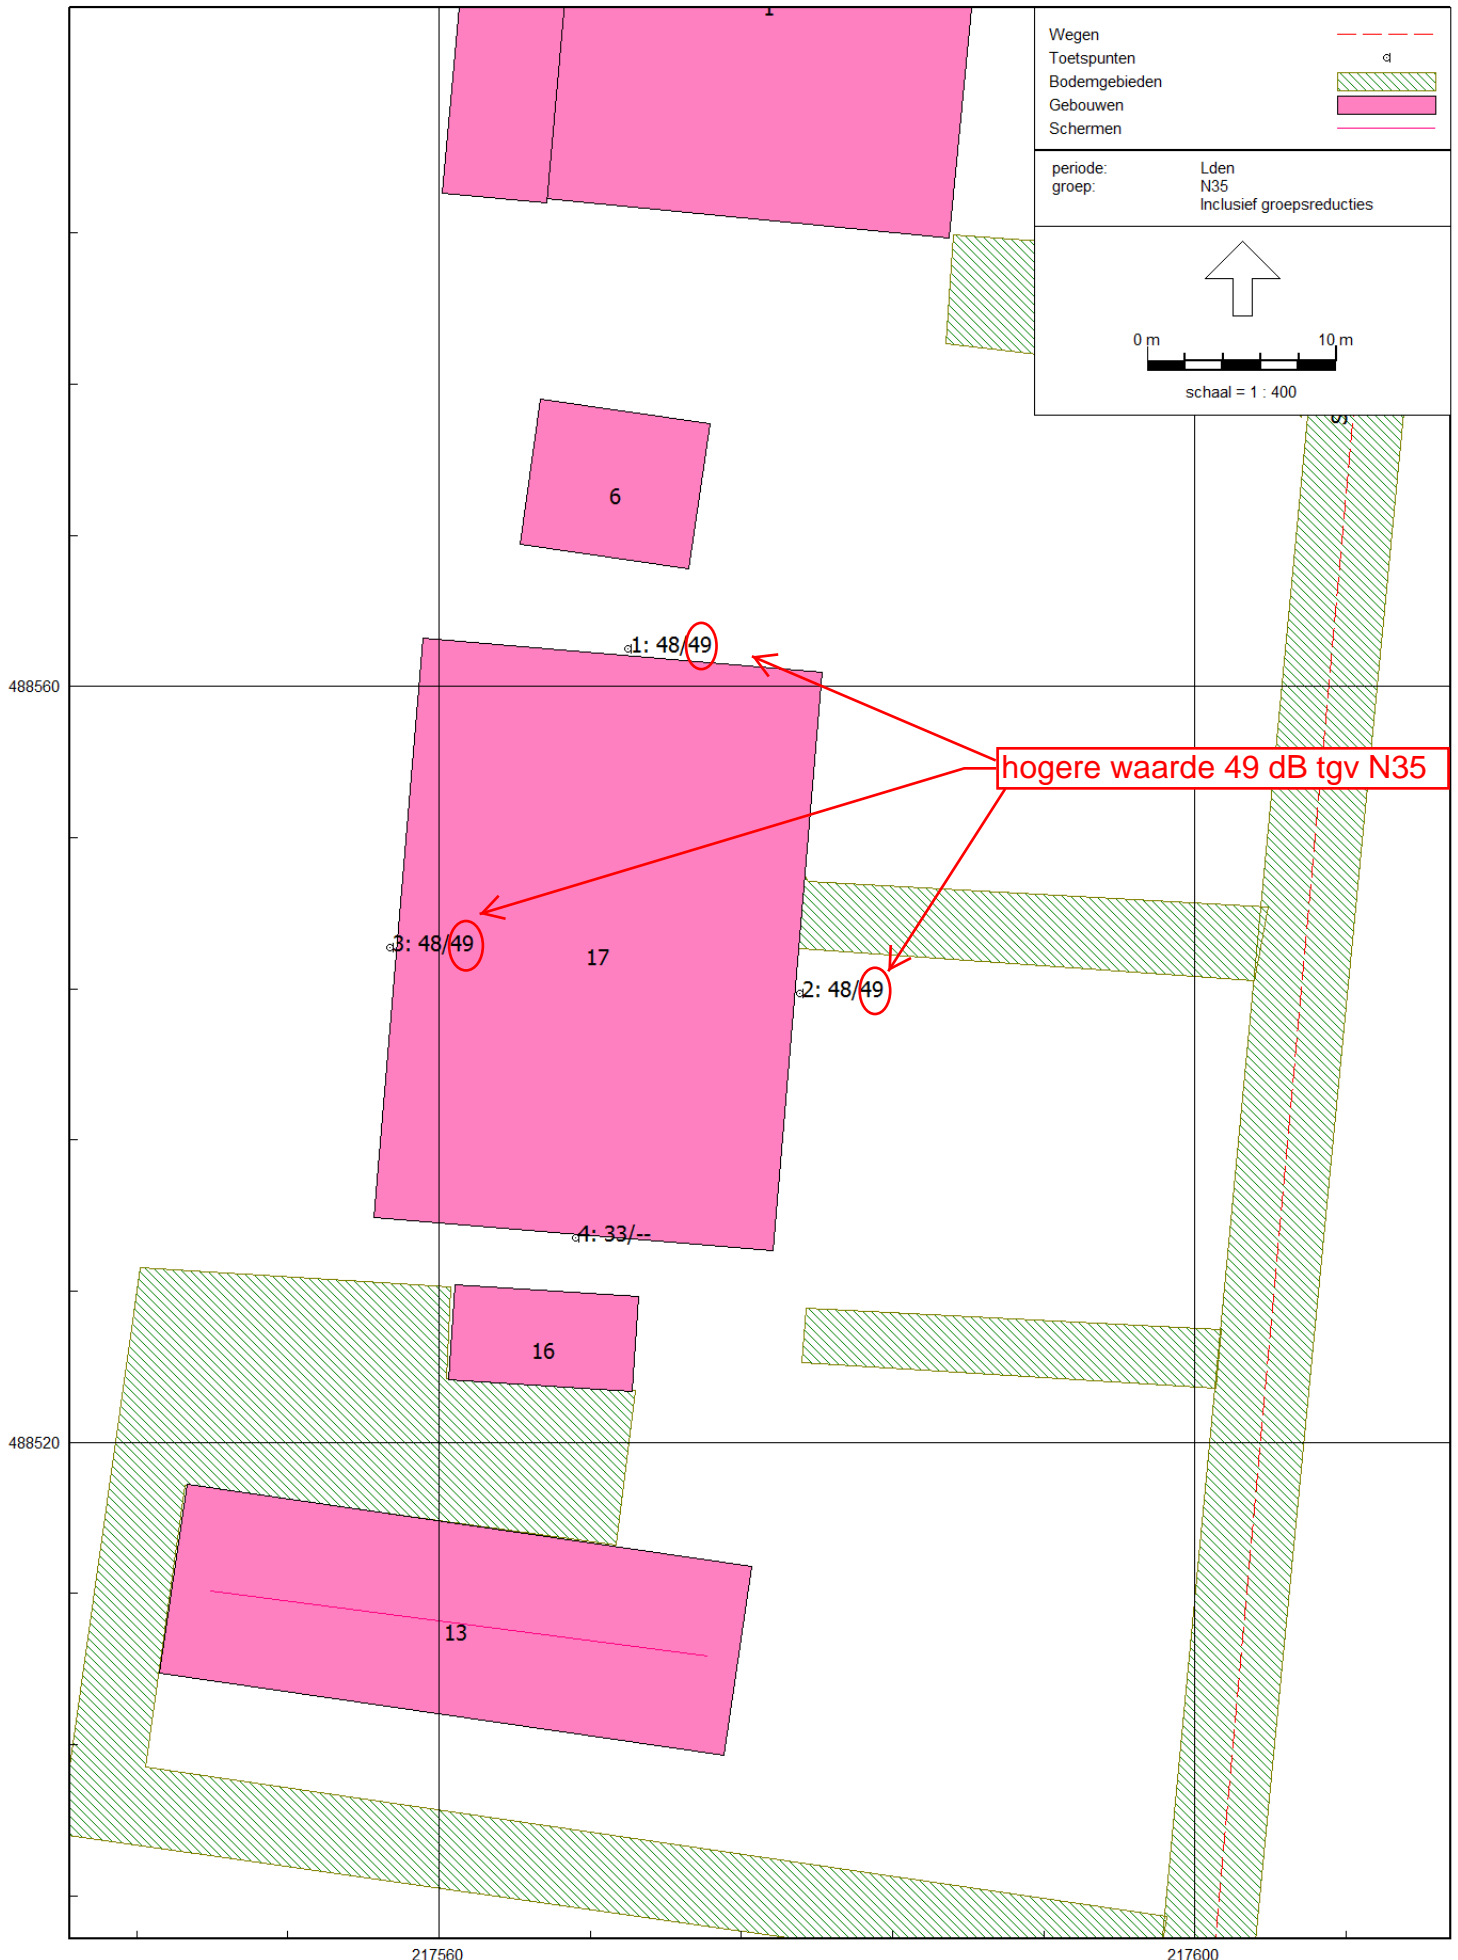 1
Wegen
Toetspunten
Bodemgebieden
Gebouwen
Schermen
periode: Lden
groep: N35
Inclusief groepsreducties
0 m 10 m
schaal = 1 : 400
S
6
1: 48/49
488560
hogere waarde 49 dB tgv N35
3: 48/49
17
2: 48/49
4: 33/--
16
488520
13
217560 217600